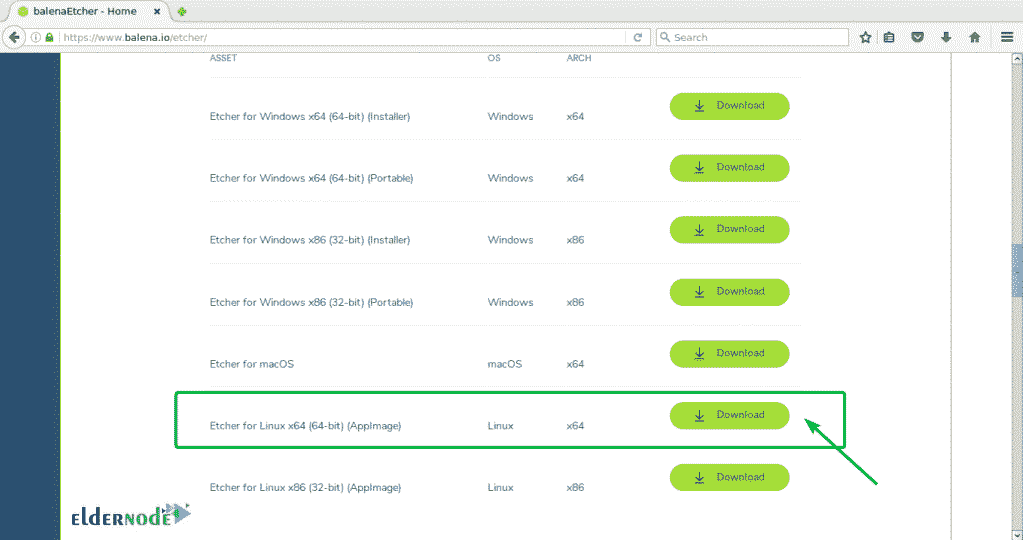 balenaEtcher - Home
https://www.balena.io/etcher/
Search
ASSET OS ARCH
Etcher for Windows x64 (64-bit) (Installer) Windows x64 Download
Etcher for Windows x64 (64-bit) (Portable) Windows x64 Download
Etcher for Windows x86 (32-bit) (Installer) Windows x86 Download
Etcher for Windows x86 (32-bit) (Portable) Windows x86 Download
Etcher for macOS macOS x64 Download
Etcher for Linux x64 (64-bit) (AppImage) Linux x64 Download
Etcher for Linux x86 (32-bit) (AppImage) Linux x86 Download
eldernode